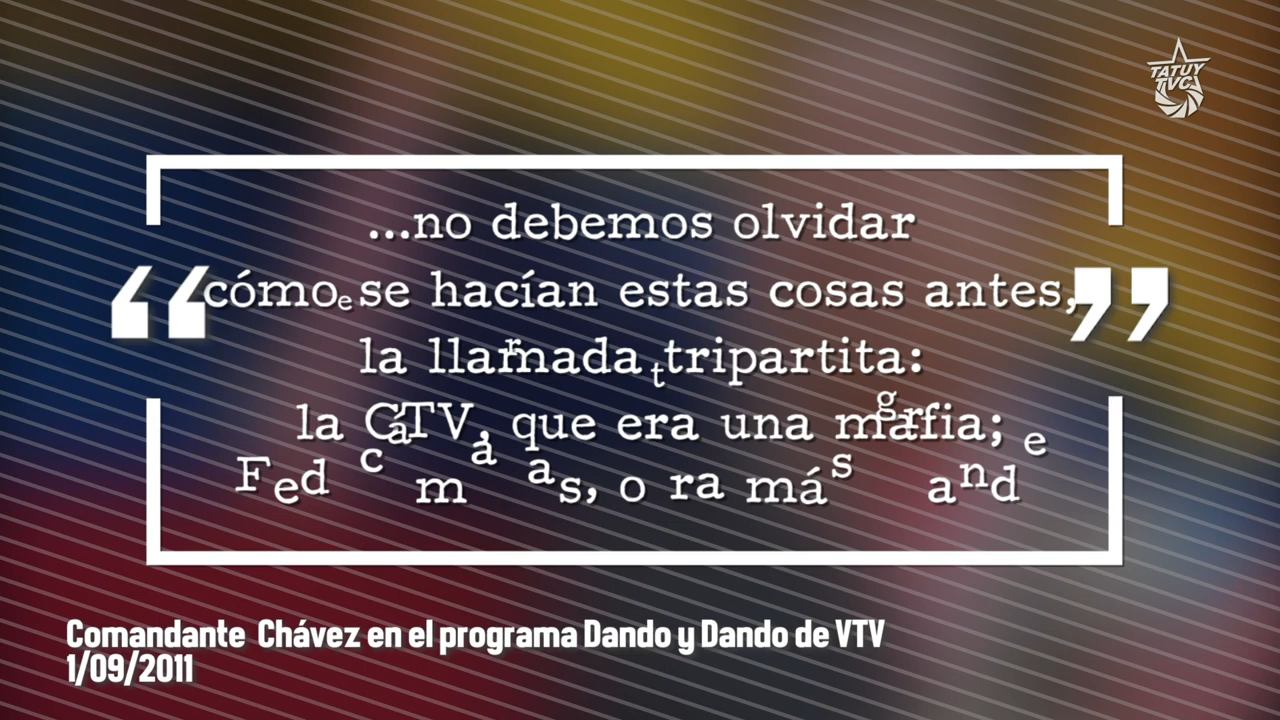 TATUY
TVC
...no debemos olvidar
cómo se hacían estas cosas antes,
la llamada tripartita:
la CTV, que era una mafia;
Comandante Chávez en el programa Dando y Dando de VTV
1/09/2011